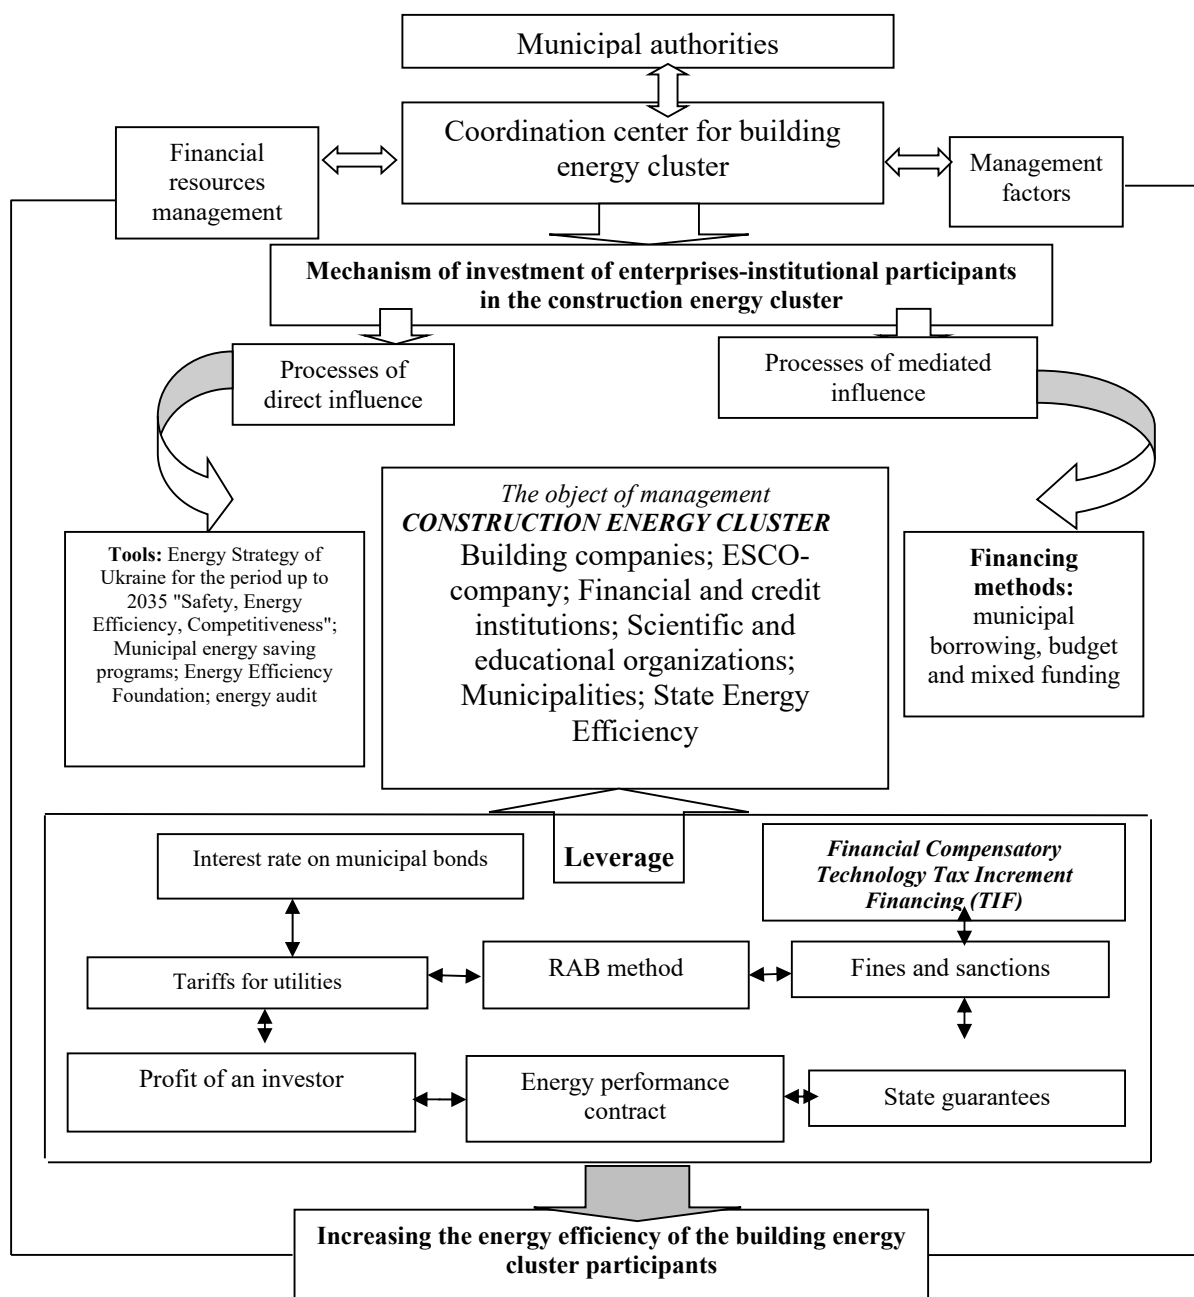 Municipal authorities
Coordination center for building
energy cluster
Financial
resources
management
Management
factors
Mechanism of investment of enterprises-institutional participants
in the construction energy cluster
Processes of
direct influence
Processes of mediated
influence
The object of management
CONSTRUCTION ENERGY CLUSTER
Building companies; ESCO-
company; Financial and credit
institutions; Scientific and
educational organizations;
Municipalities; State Energy
Efficiency
Tools: Energy Strategy of
Ukraine for the period up to
2035 "Safety, Energy
Efficiency, Competitiveness";
Municipal energy saving
programs; Energy Efficiency
Foundation; energy audit
Financing
methods:
municipal
borrowing, budget
and mixed funding
Leverage
Interest rate on municipal bonds
Financial Compensatory
Technology Tax Increment
Financing (TIF)
Tariffs for utilities
RAB method
Fines and sanctions
Profit of an investor
Energy performance
contract
State guarantees
Increasing the energy efficiency of the building energy
cluster participants